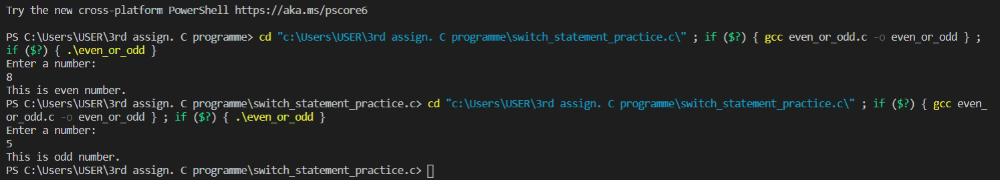 Try the new cross-platform PowerShell https://aka.ms/pscore6
PS C:\Users\USER\3rd assign. C programme> cd "c:\Users\USER\3rd assign. C programme\switch_statement_practice.c\" ; if ($?) { gcc even_or_odd.c -o even_or_odd } ;
if ($?) { .\even_or_odd }
Enter a number:
8
This is even number.
PS C:\Users\USER\3rd assign. C programme\switch_statement_practice.c> cd "c:\Users\USER\3rd assign. C programme\switch_statement_practice.c\" ; if ($?) { gcc even_
or_odd.c -o even_or_odd } ; if ($?) { .\even_or_odd }
Enter a number:
5
This is odd number.
PS C:\Users\USER\3rd assign. C programme\switch_statement_practice.c>